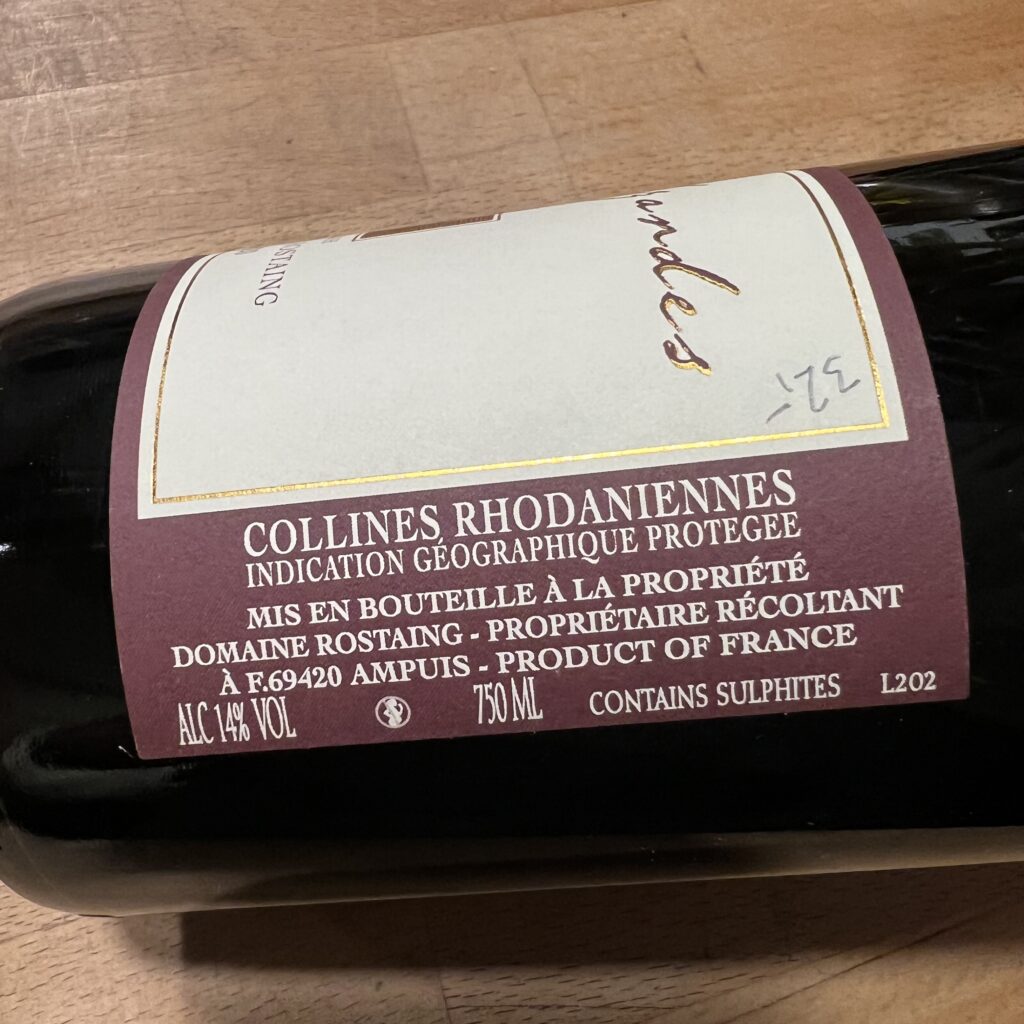 OSTAING
andes
32,-
COLLINES RHODANIENNES
INDICATION GÉOGRAPHIQUE PROTEGEE
MIS EN BOUTEILLE À LA PROPRIÉTÉ
DOMAINE ROSTAING - PROPRIÉTAIRE RÉCOLTANT
À F.69420 AMPUIS - PRODUCT OF FRANCE
ALC 14% VOL 750 ML CONTAINS SULPHITES L202